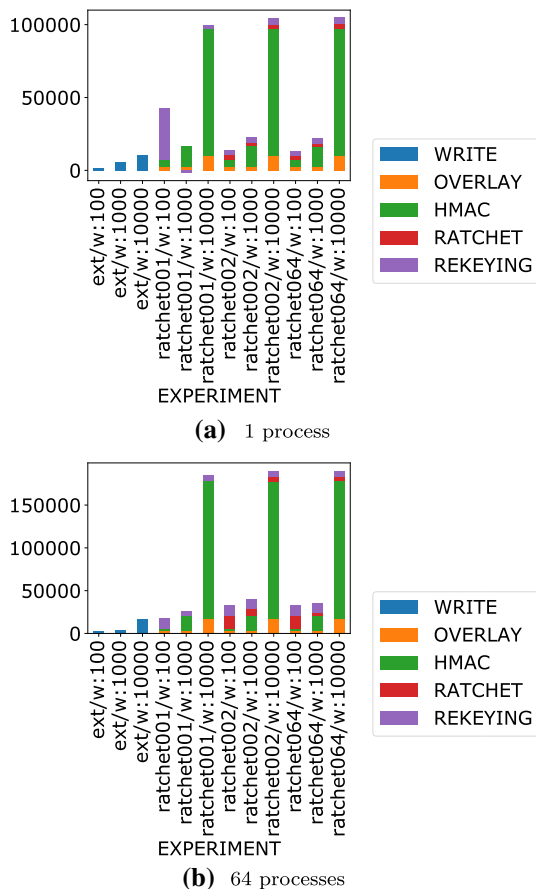 100000
50000
0
ext/w:100
ext/w:1000
ext/w:10000
ratchet001/w:100
ratchet001/w:1000
ratchet001/w:10000
ratchet002/w:100
ratchet002/w:1000
ratchet002/w:10000
ratchet064/w:100
ratchet064/w:1000
ratchet064/w:10000
EXPERIMENT
WRITE
OVERLAY
HMAC
RATCHET
REKEYING
(a) 1 process
150000
100000
50000
0
ext/w:100
ext/w:1000
ext/w:10000
ratchet001/w:100
ratchet001/w:1000
ratchet001/w:10000
ratchet002/w:100
ratchet002/w:1000
ratchet002/w:10000
ratchet064/w:100
ratchet064/w:1000
ratchet064/w:10000
EXPERIMENT
WRITE
OVERLAY
HMAC
RATCHET
REKEYING
(b) 64 processes